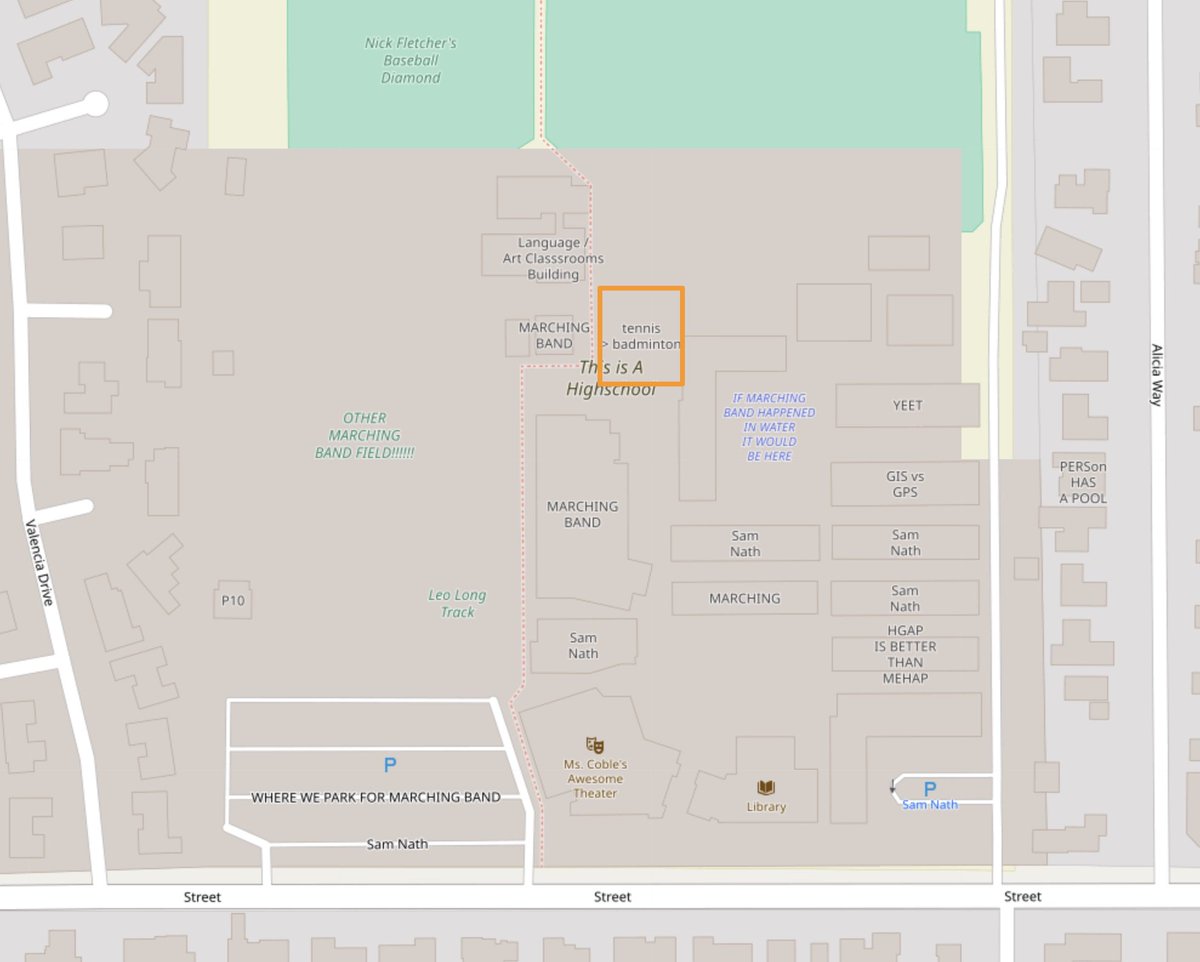 Nick Fletcher's
Baseball
Diamond
Language /
Art Classsrooms
Building
MARCHING
BAND
tennis
> badminton
This is A
Highschool
IF MARCHING
BAND HAPPENED
IN WATER
IT WOULD
BE HERE
YEET
OTHER
MARCHING
BAND FIELD!!!!!!
GIS vs
GPS
PERSon
HAS
A POOL
Alicia Way
MARCHING
BAND
Sam
Nath
Sam
Nath
Valencia Drive
P10
Leo Long
Track
MARCHING
Sam
Nath
Sam
Nath
HGAP
IS BETTER
THAN
MEHAP
P
WHERE WE PARK FOR MARCHING BAND
Sam Nath
Ms. Coble's
Awesome
Theater
Library
P
Sam Nath
Street
Street
Street